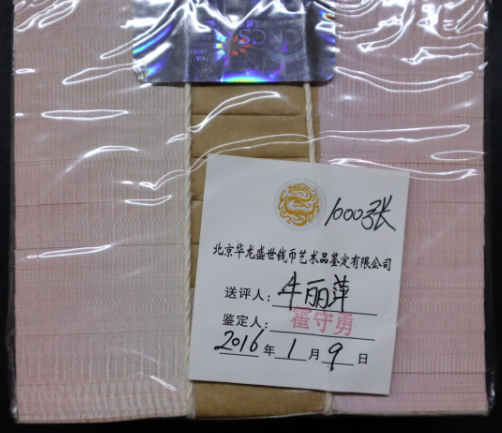 1000张
北京华龙盛世钱币艺术品鉴定有限公司
送评人：牛丽萍
鉴定人：霍守勇
2016年1月9日